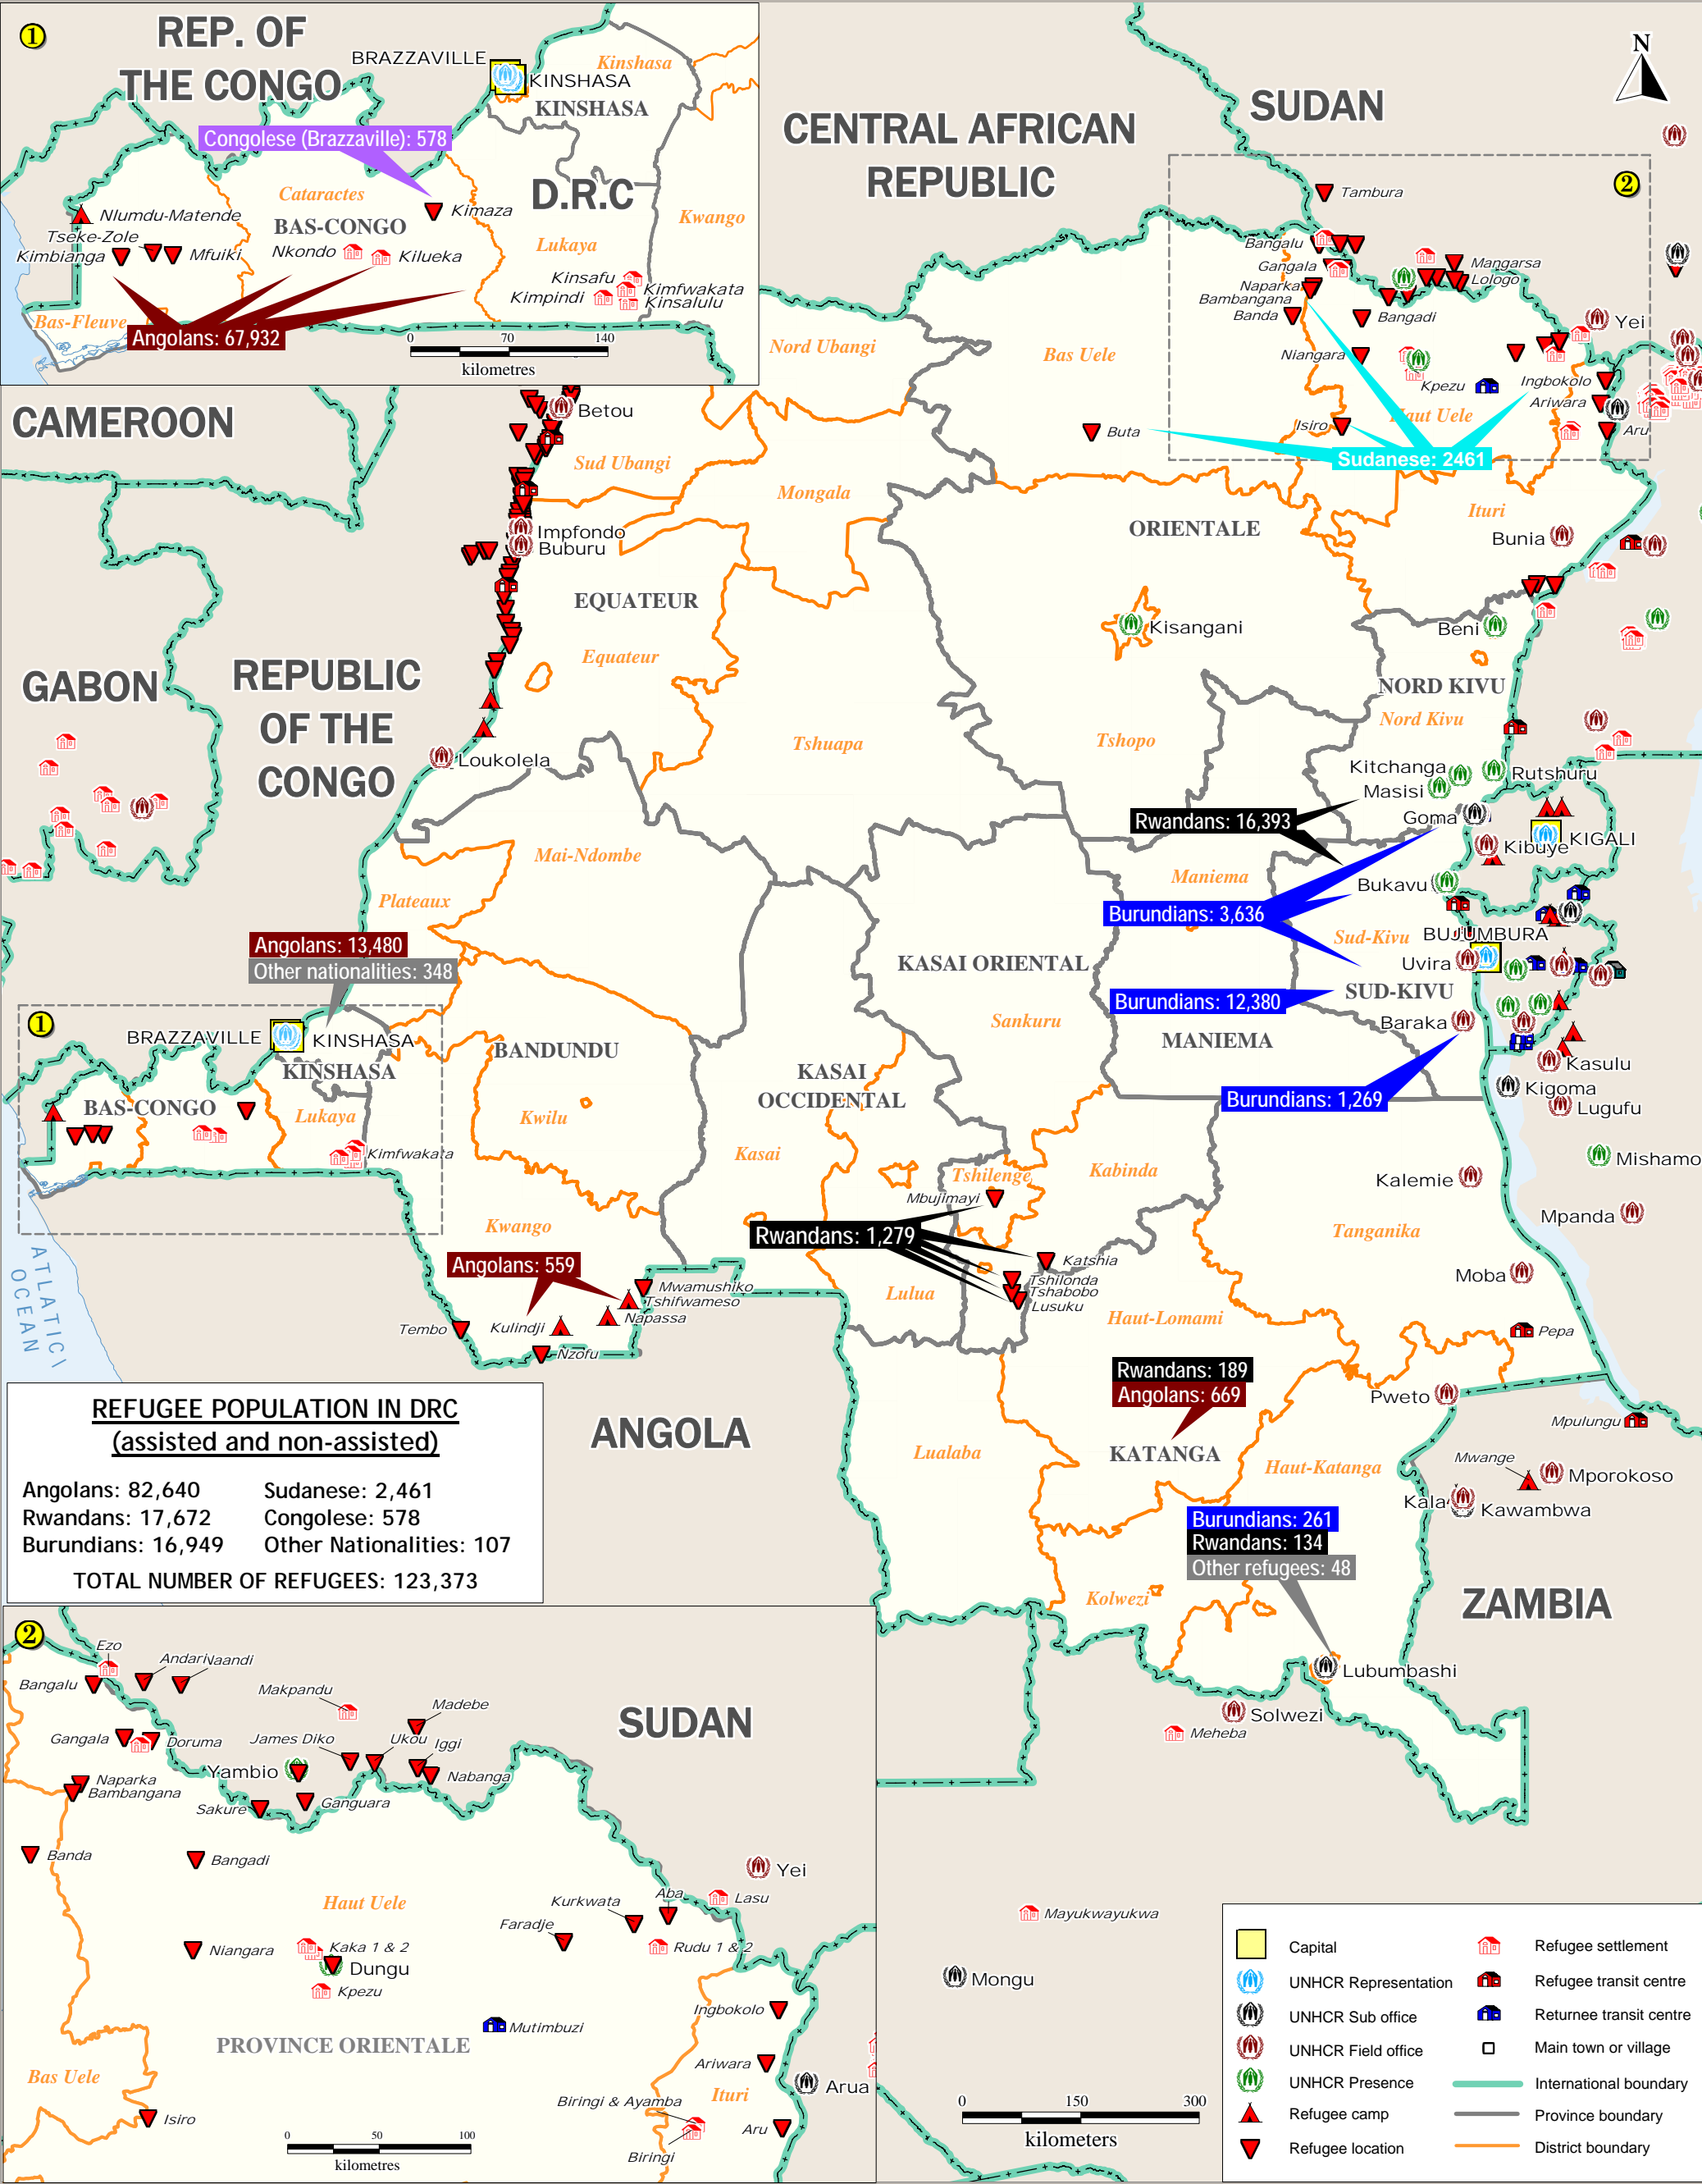 1
REP. OF
THE CONGO
BRAZZAVILLE
KINSHASA
Kinshasa
KINSHASA
Congolese (Brazzaville): 578
Cataractes
D.R.C
Nlumdu-Matende
BAS-CONGO
Kimaza
Kwango
Tseke-Zole
Kimbianga
Mfuiki
Nkondo
Kilueka
Lukaya
Kinsafu
Kimfwakata
Kimpindi
Kinsalulu
Bas-Fleuve
Angolans: 67,932
0 70 140
kilometres
CENTRAL AFRICAN
REPUBLIC
SUDAN
N
2
Tambura
Bangalu
Gangala
Mangarsa
Lologo
Naparka
Bambangana
Banda
Bangadi
Yei
Niangara
Kpezu
Ingbokolo
Ariwara
Haut Uele
Isiro
Aru
Sudanese: 2461
Nord Ubangi
Bas Uele
Buta
CAMEROON
Betou
Sud Ubangi
Mongala
Impfondo
Buburu
ORIENTALE
Ituri
Bunia
EQUATEUR
Kisangani
Beni
Equateur
GABON
REPUBLIC
OF THE
CONGO
NORD KIVU
Nord Kivu
Tshuapa
Tshopo
Loukolela
Kitchanga
Rutshuru
Masisi
Rwandans: 16,393
Goma
KIGALI
Kibuye
Mai-Ndombe
Maniema
Bukavu
Plateaux
Burundians: 3,636
Sud-Kivu
BUJUMBURA
Angolans: 13,480
Other nationalities: 348
KASAI ORIENTAL
Uvira
SUD-KIVU
Burundians: 12,380
1
BRAZZAVILLE
KINSHASA
KINSHASA
Sankuru
Baraka
MANIEMA
BANDUNDU
KASAI
OCCIDENTAL
Kasulu
Kigoma
Burundians: 1,269
Lugufu
BAS-CONGO
Lukaya
Kwilu
Kimfwakata
Kasai
Tshilenge
Kabinda
Mishamo
Kalemie
Mbujimayi
Mpanda
Kwango
Rwandans: 1,279
Tanganika
Angolans: 559
Katshia
Tshilonda
Tshabobo
Lusuku
Moba
Mwamushiko
Tshifwameso
Napassa
Lulua
Haut-Lomami
Tembo
Kulindji
Nzofu
Pepa
ATLANTIC
OCEAN
Rwandans: 189
Angolans: 669
Pweto
Mpulungu
REFUGEE POPULATION IN DRC
(assisted and non-assisted)
Angolans: 82,640 Sudanese: 2,461
Rwandans: 17,672 Congolese: 578
Burundians: 16,949 Other Nationalities: 107
TOTAL NUMBER OF REFUGEES: 123,373
ANGOLA
Lualaba
KATANGA
Haut-Katanga
Mwange
Mporokoso
Kala
Kawambwa
Burundians: 261
Rwandans: 134
Other refugees: 48
Kolwezi
ZAMBIA
Lubumbashi
Solwezi
Meheba
2
Ezo
Andari
Naandi
Bangalu
Makpandu
Madebe
SUDAN
Gangala
Doruma
James Diko
Ukou
Iggi
Yambio
Nabanga
Naparka
Bambangana
Sakure
Ganguara
Banda
Bangadi
Yei
Haut Uele
Kurkwata
Aba
Lasu
Faradje
Niangara
Kaka 1 & 2
Rudu 1 & 2
Dungu
Kpezu
Ingbokolo
Mutimbuzi
PROVINCE ORIENTALE
Ariwara
Bas Uele
Arua
Ituri
Biringi & Ayamba
Isiro
Aru
Biringi
0 50 100
kilometres
Mayukwayukwa
Mongu
0 150 300
kilometers
Capital
Refugee settlement
UNHCR Representation
Refugee transit centre
UNHCR Sub office
Returnee transit centre
UNHCR Field office
Main town or village
UNHCR Presence
International boundary
Refugee camp
Province boundary
Refugee location
District boundary